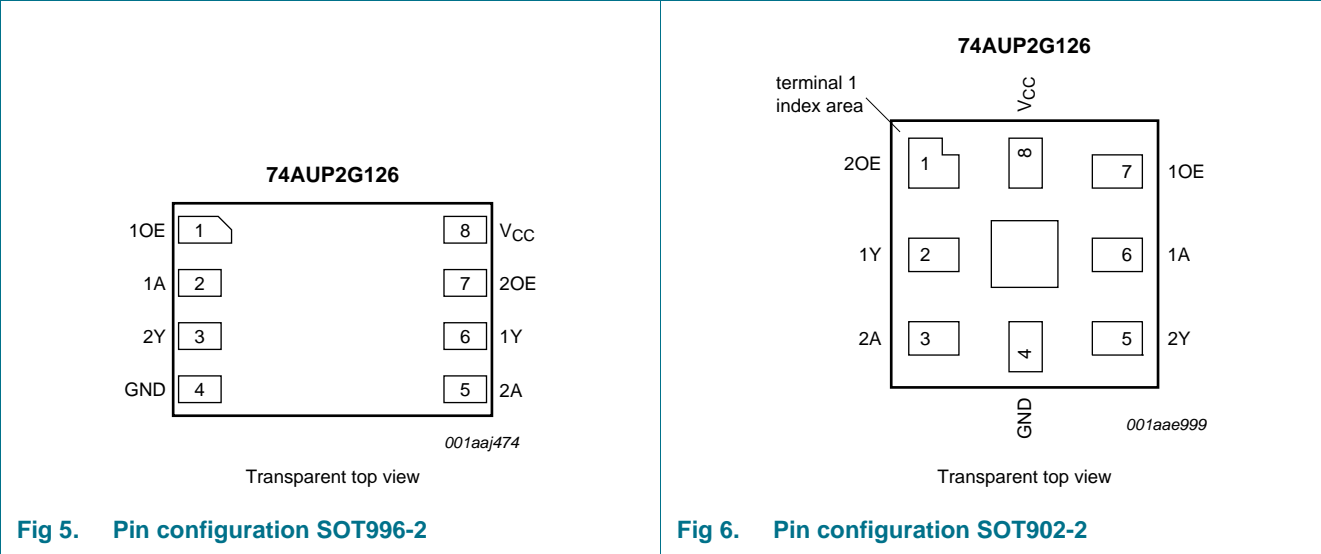 74AUP2G126
1OE 1 8 VCC
1A 2 7 2OE
2Y 3 6 1Y
GND 4 5 2A
001aaj474
Transparent top view
Fig 5. Pin configuration SOT996-2
74AUP2G126
terminal 1
index area
VCC
2OE 1 8 7 1OE
1Y 2 6 1A
2A 3 4 5 2Y
GND
001aae999
Transparent top view
Fig 6. Pin configuration SOT902-2